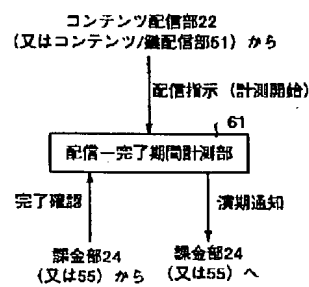 コンテンツ配信部22
(又はコンテンツ/鍵配信部51)から
配信指示(計測開始)
61
配信ー完了期間計測部
完了確認
満期通知
課金部24
(又は55)から
課金部24
(又は55)へ